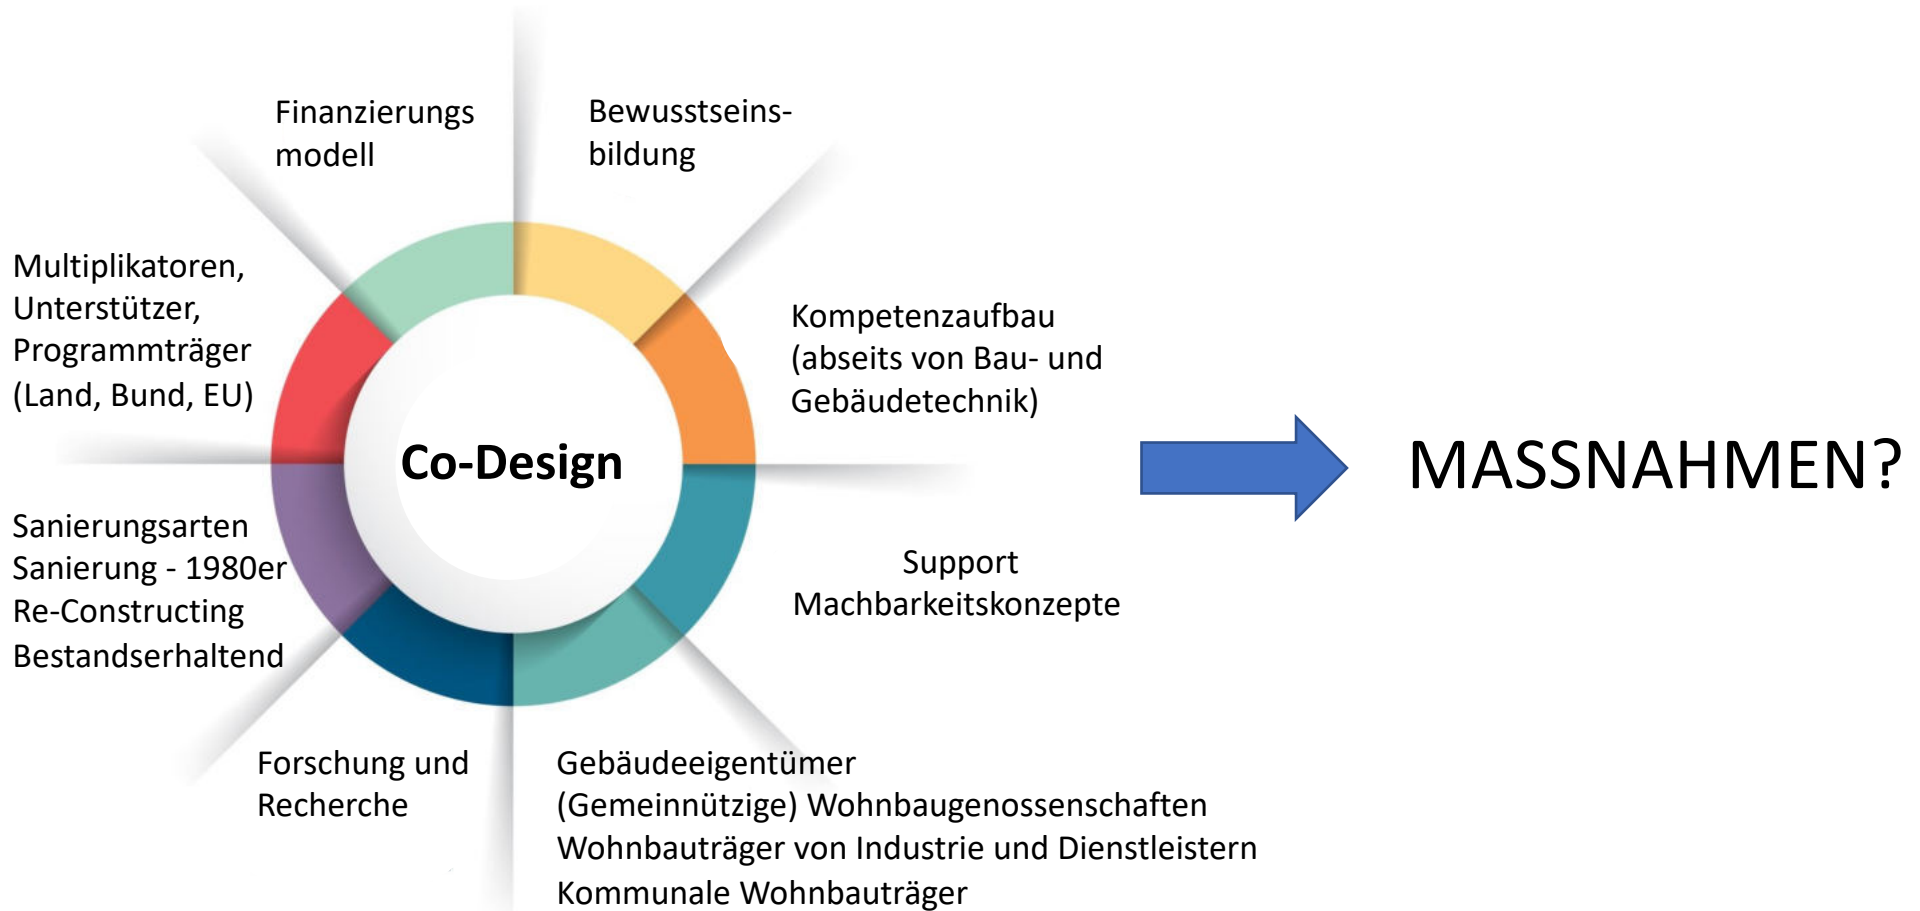 Finanzierungs
modell
Bewusstseins-
bildung
Multiplikatoren,
Unterstützer,
Programmträger
(Land, Bund, EU)
Kompetenzaufbau
(abseits von Bau- und
Gebäudetechnik)
Co-Design
MASSNAHMEN?
Sanierungsarten
Sanierung - 1980er
Re-Constructing
Bestandserhaltend
Support
Machbarkeitskonzepte
Forschung und
Recherche
Gebäudeeigentümer
(Gemeinnützige) Wohnbaugenossenschaften
Wohnbauträger von Industrie und Dienstleistern
Kommunale Wohnbauträger